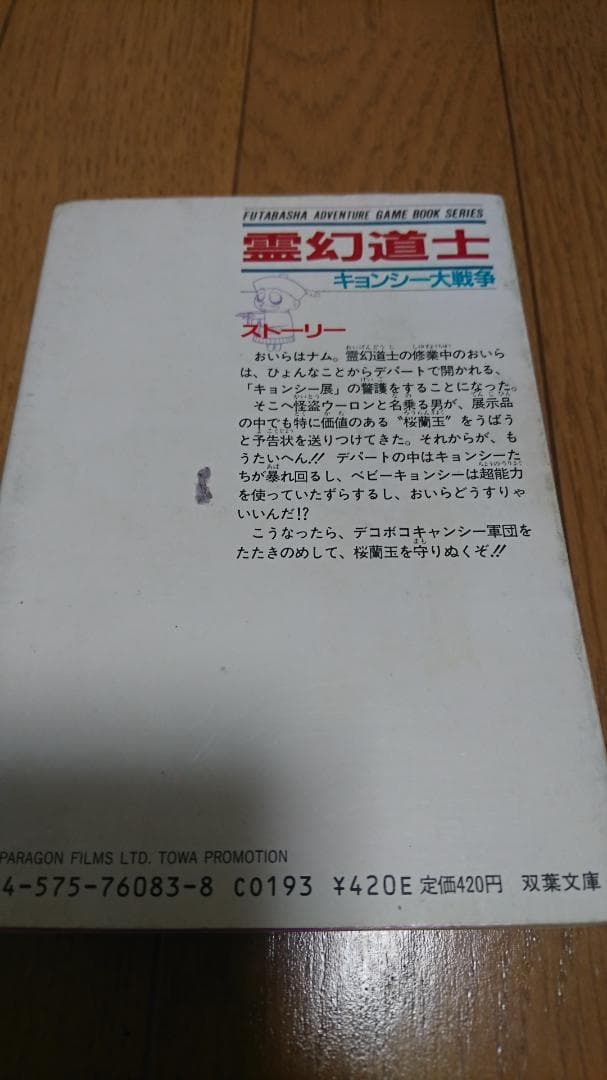 FUTABASHA ADVENTURE GAME BOOK SERIES
霊幻道士
キョンシー大戦争
ストーリー
おいらはナム。霊幻道士の修業中のおいら
は、ひょんなことからデパートで開かれる、
「キョンシー展」の警護をすることになった。
そこへ怪盗ウーロンと名乗る男が、展示品
の中でも特に価値のある〝桜蘭玉〟をうばう
と予告状を送りつけてきた。それからが、も
うたいへん!! デパートの中はキョンシーた
ちが暴れ回るし、ベビーキョンシーは超能力
を使っていたずらするし、おいらどうすりゃ
いいんだ!?
こうなったら、デコボコキャンシー軍団を
たたきのめして、桜蘭玉を守りぬくぞ!!
PARAGON FILMS LTD. TOWA PROMOTION
4-575-76083-8 C0193 ¥420E 定価420円 双葉文庫